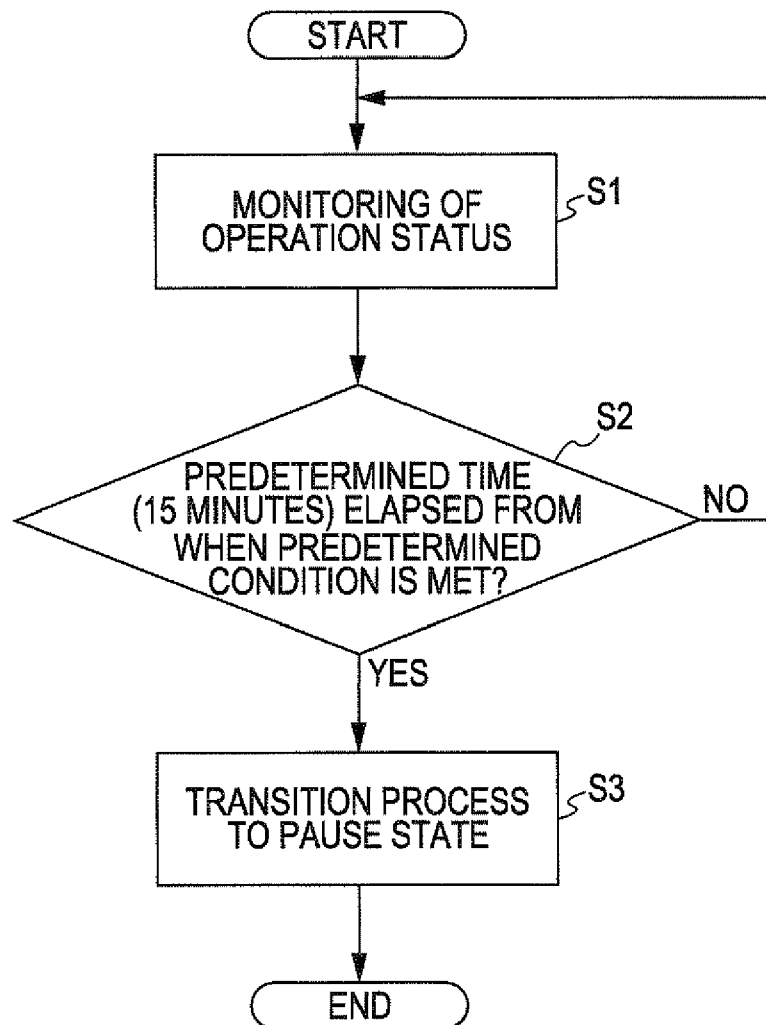 START
MONITORING OF
OPERATION STATUS
S1
S2
PREDETERMINED TIME
(15 MINUTES) ELAPSED FROM
WHEN PREDETERMINED
CONDITION IS MET?
NO
YES
TRANSITION PROCESS
TO PAUSE STATE
S3
END